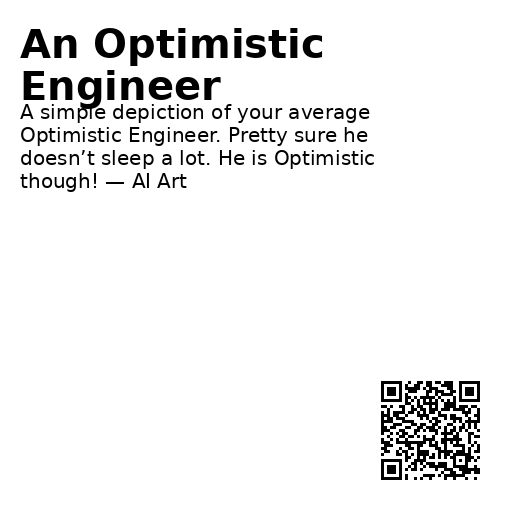 An Optimistic
Engineer
A simple depiction of your average
Optimistic Engineer. Pretty sure he
doesn’t sleep a lot. He is Optimistic
though! — AI Art